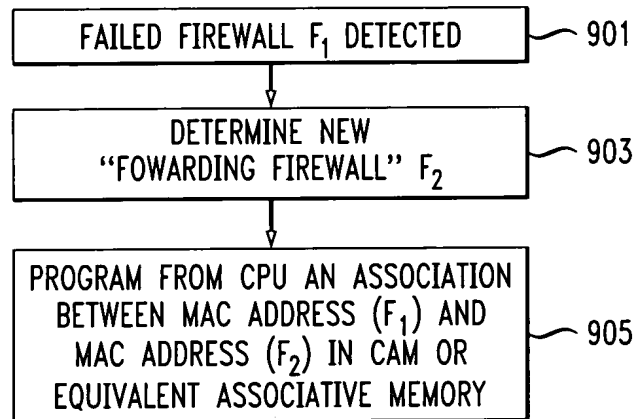 FAILED FIREWALL F₁ DETECTED
901
DETERMINE NEW
"FOWARDING FIREWALL" F₂
903
PROGRAM FROM CPU AN ASSOCIATION
BETWEEN MAC ADDRESS (F₁) AND
MAC ADDRESS (F₂) IN CAM OR
EQUIVALENT ASSOCIATIVE MEMORY
905